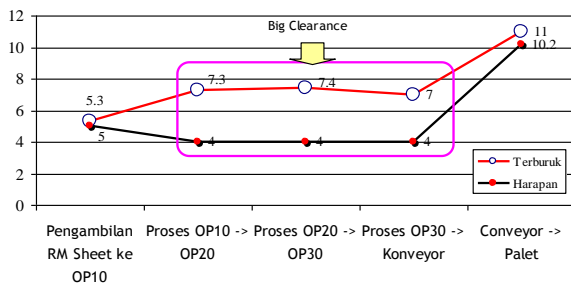 Big Clearance
12
10
8
6
4
2
0
5.3
7.3
7.4
7
11
5
4
4
4
10.2
Terburuk
Harapan
Pengambilan
RM Sheet ke
OP10
Proses OP10 ->
OP20
Proses OP20 ->
OP30
Proses OP30 ->
Konveyor
Conveyor ->
Palet